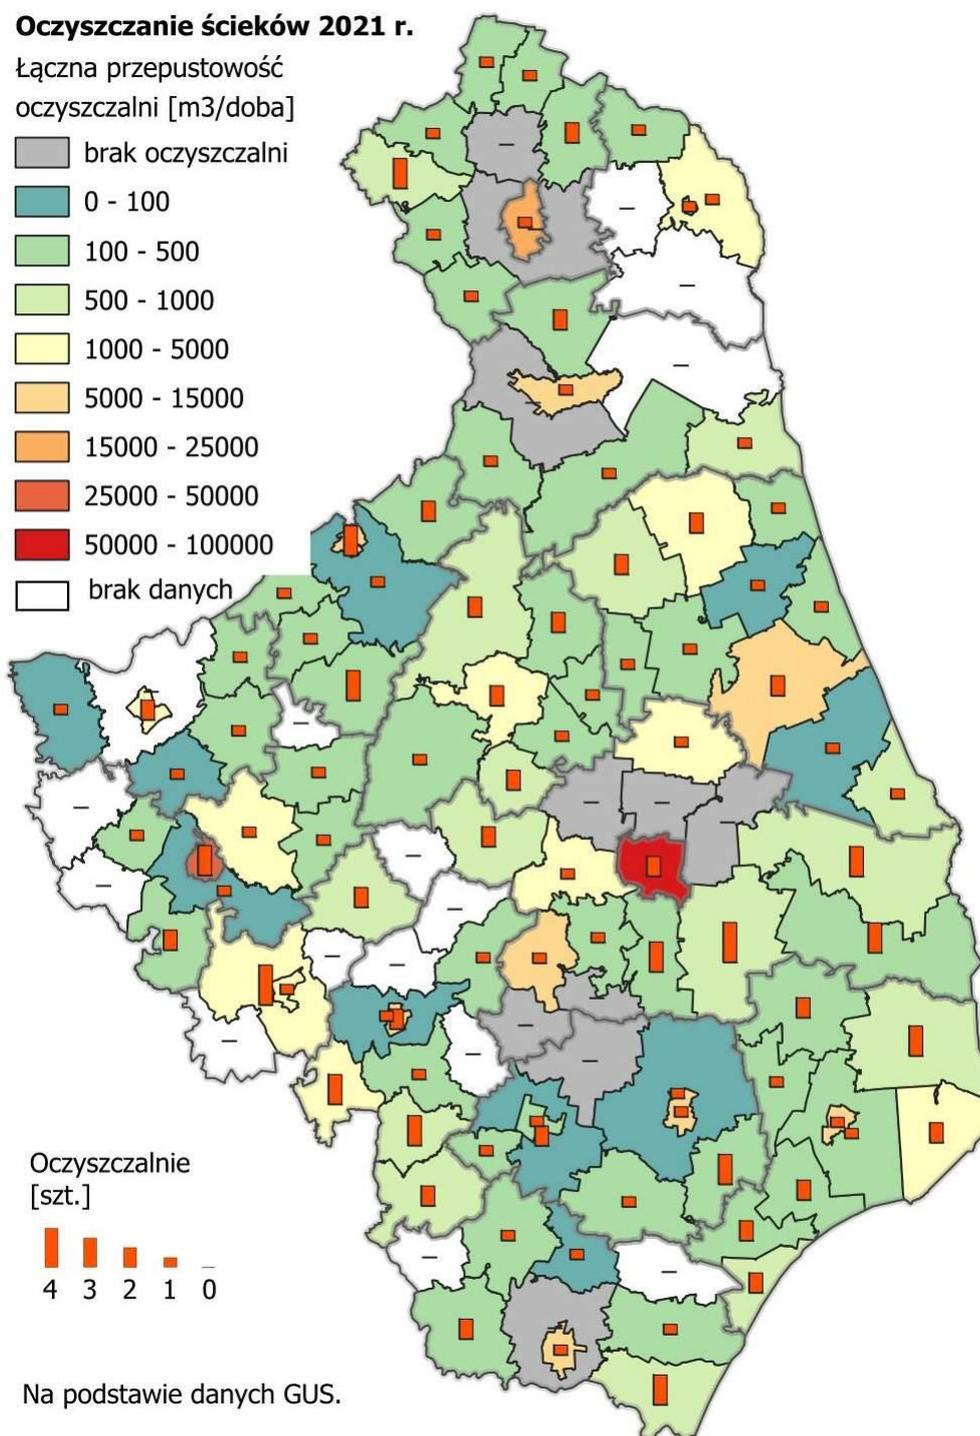 Oczyszczanie ścieków 2021 r.
Łączna przepustowość
oczyszczalni [m3/doba]
brak oczyszczalni
0 - 100
100 - 500
500 - 1000
1000 - 5000
5000 - 15000
15000 - 25000
25000 - 50000
50000 - 100000
brak danych
Oczyszczalnie
[szt.]
4 3 2 1 0
Na podstawie danych GUS.